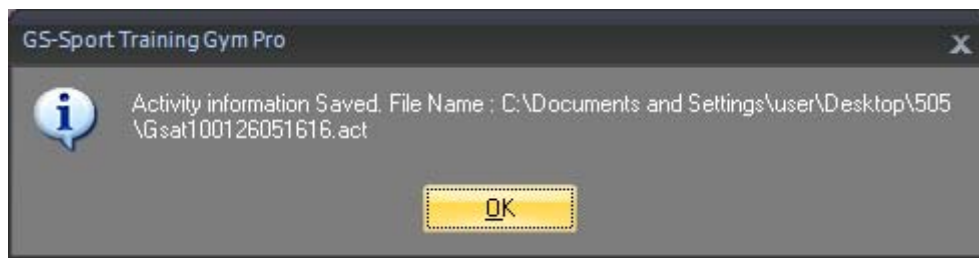 GS-Sport Training Gym Pro
Activity information Saved. File Name : C:\Documents and Settings\user\Desktop\505
\Gsat100126051616.act
OK